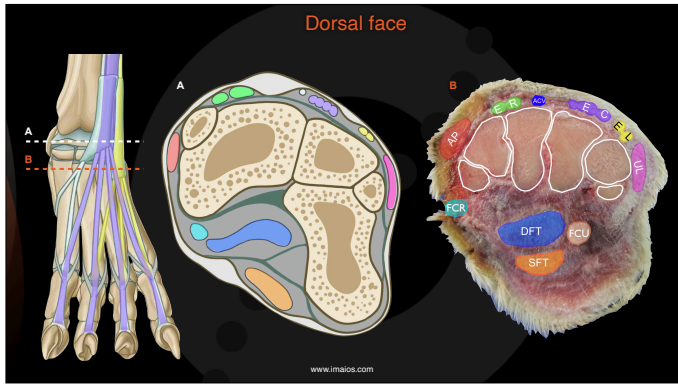 Dorsal face
A
B
A
B
E R
ACV
E C
E L
AP
UL
FCR
DFT
FCU
SFT
www.imaios.com